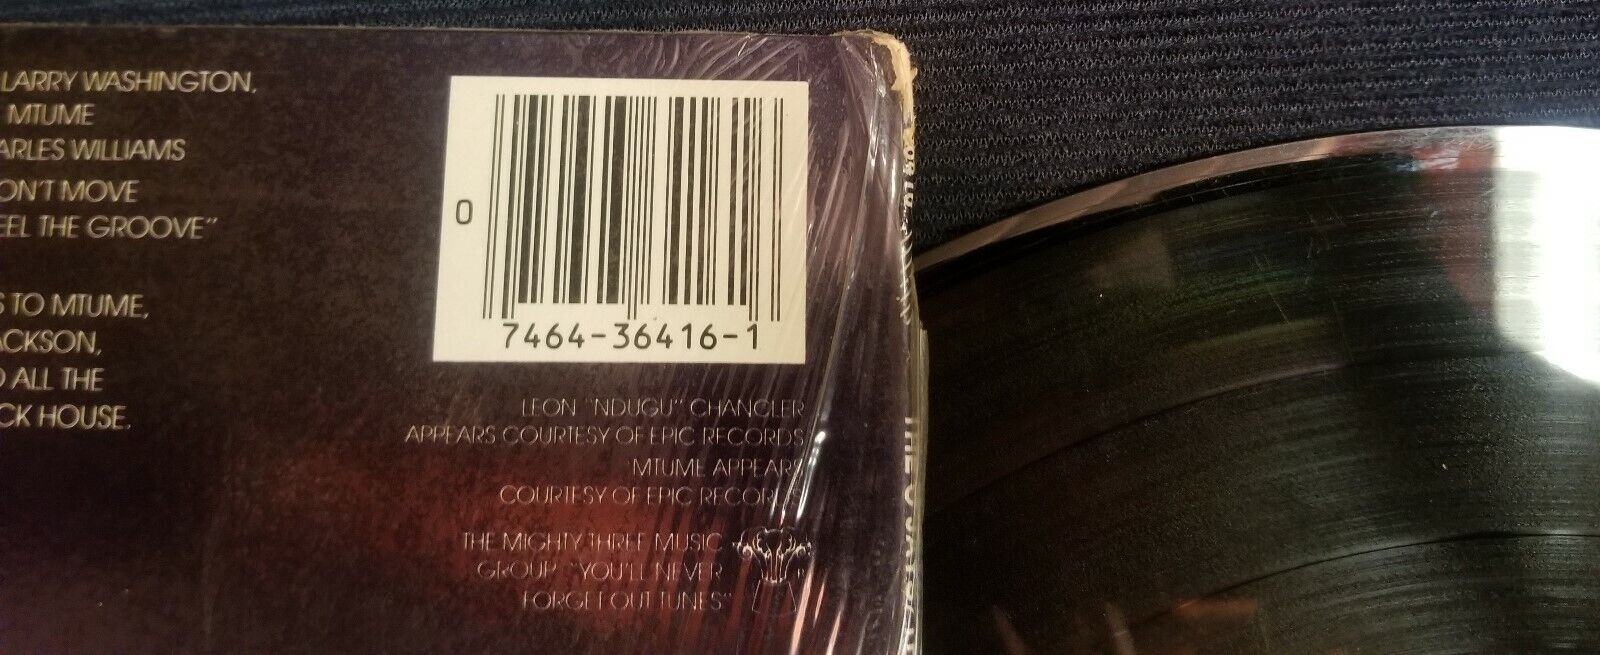 LARRY WASHINGTON,
MTUME
ARLES WILLIAMS
ON'T MOVE
EEL THE GROOVE"
S TO MTUME,
ACKSON,
D ALL THE
CK HOUSE.
0
7464-36416-1
LEON "NDUGU" CHANCLER
APPEARS COURTESY OF EPIC RECORDS
MTUME APPEARS
COURTESY OF EPIC RECORDS
THE MIGHTY THREE MUSIC
GROUP "YOU'LL NEVER
FORGET OUT TUNES"